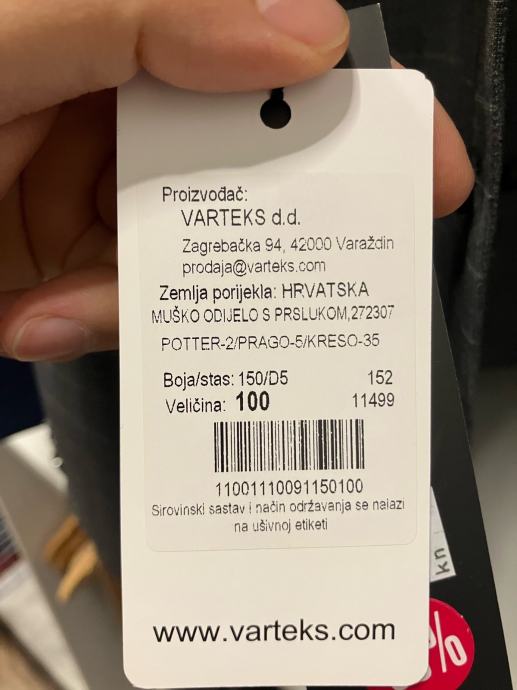 Proizvođač:
VARTEKS d.d.
Zagrebačka 94, 42000 Varaždin
prodaja@varteks.com
Zemlja porijekla: HRVATSKA
MUŠKO ODIJELO S PRSLUKOM,272307
POTTER-2/PRAGO-5/KRESO-35
Boja/stas: 150/D5 152
Veličina: 100 11499
11001110091150100
Sirovinski sastav i način održavanja se nalazi
na ušivnoj etiketi
www.varteks.com
kn
%